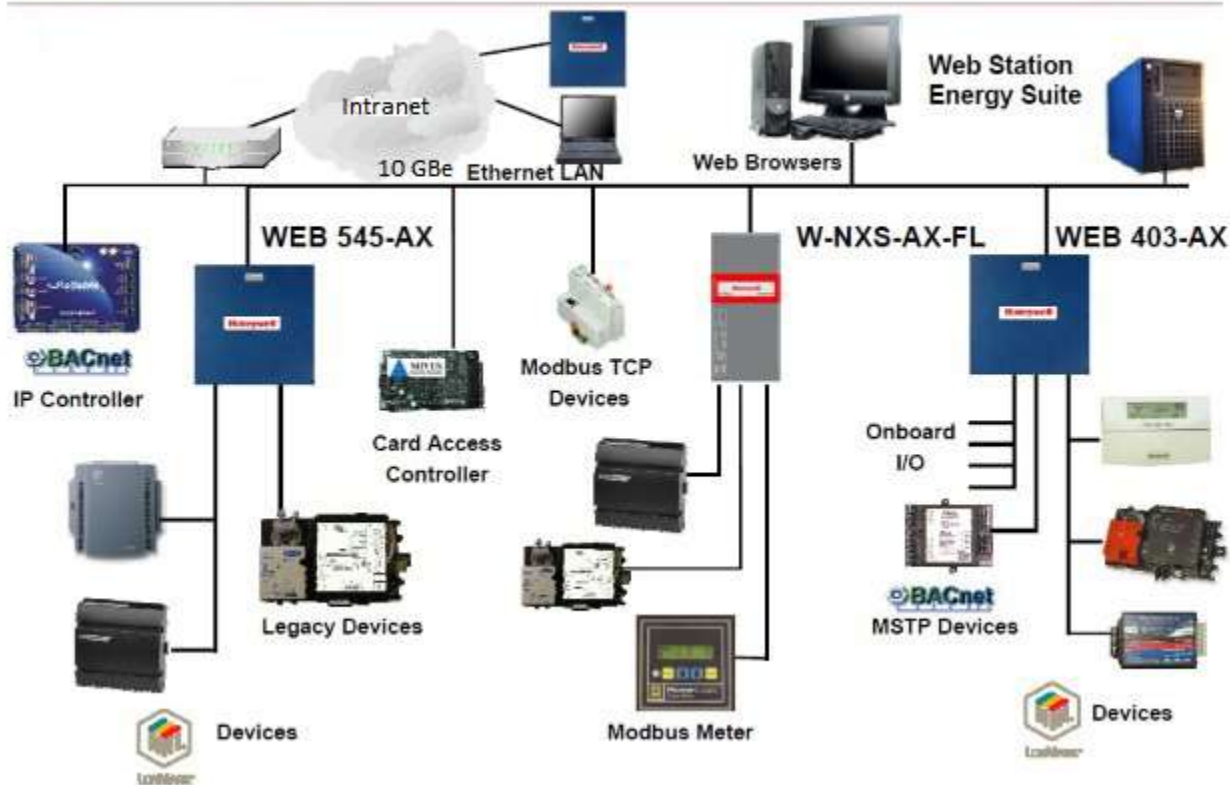 Intranet
10 GBe
Ethernet LAN
Web Browsers
Web Station
Energy Suite
WEB 545-AX
W-NXS-AX-FL
WEB 403-AX
Honeywell
Honeywell
BACnet
IP Controller
Card Access
Controller
Modbus TCP
Devices
Onboard
I/O
Legacy Devices
BACnet
MSTP Devices
Modbus Meter
Devices
Devices